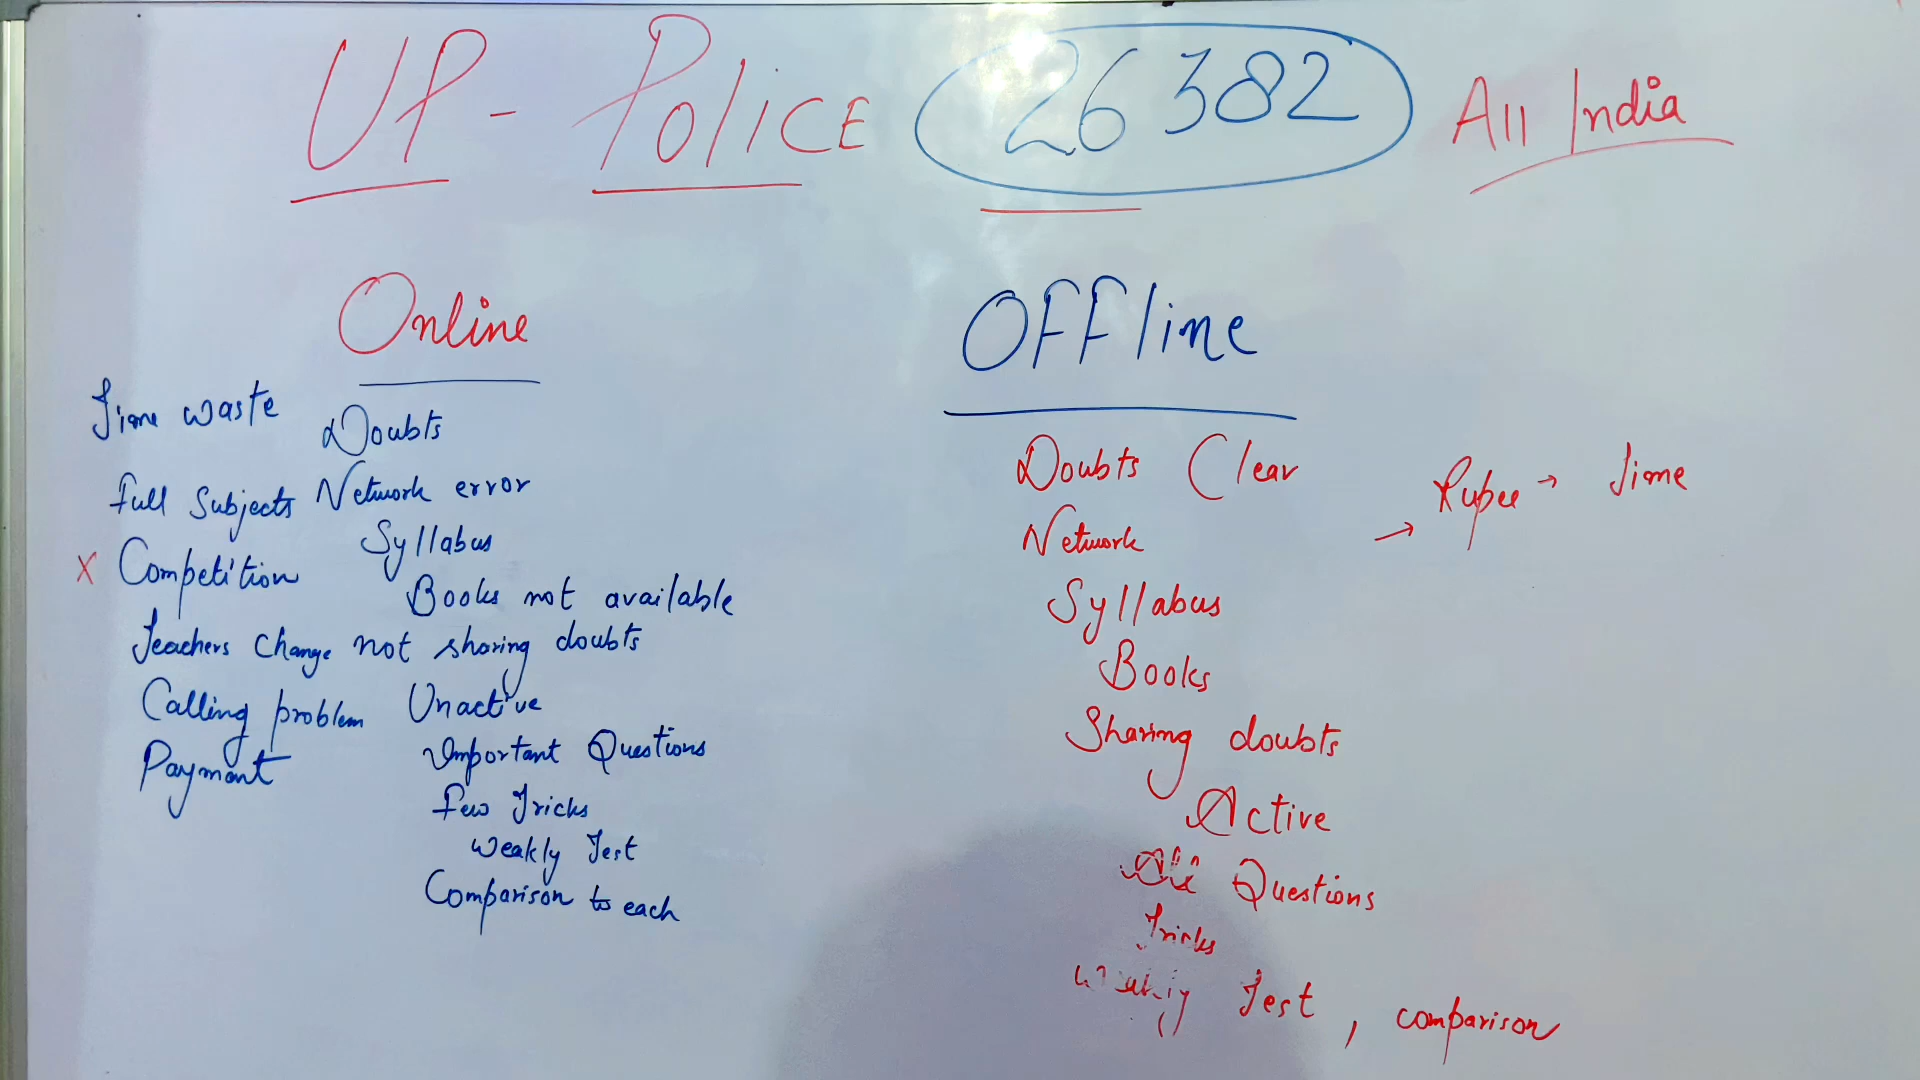 UP - POLICE 26382 All India
Online
Time waste
Doubts
Full Subjects
Network error
Syllabus
x Competition
Books not available
Teachers Change
not sharing doubts
Calling problem
Unactive
Payment
Important Questions
Few Tricks
Weakly Test
Comparison to each
OFFline
Doubts Clear
Network
→ Rupee → Time
Syllabus
Books
Sharing doubts
Active
All Questions
Tricks
Weakly Test, comparison